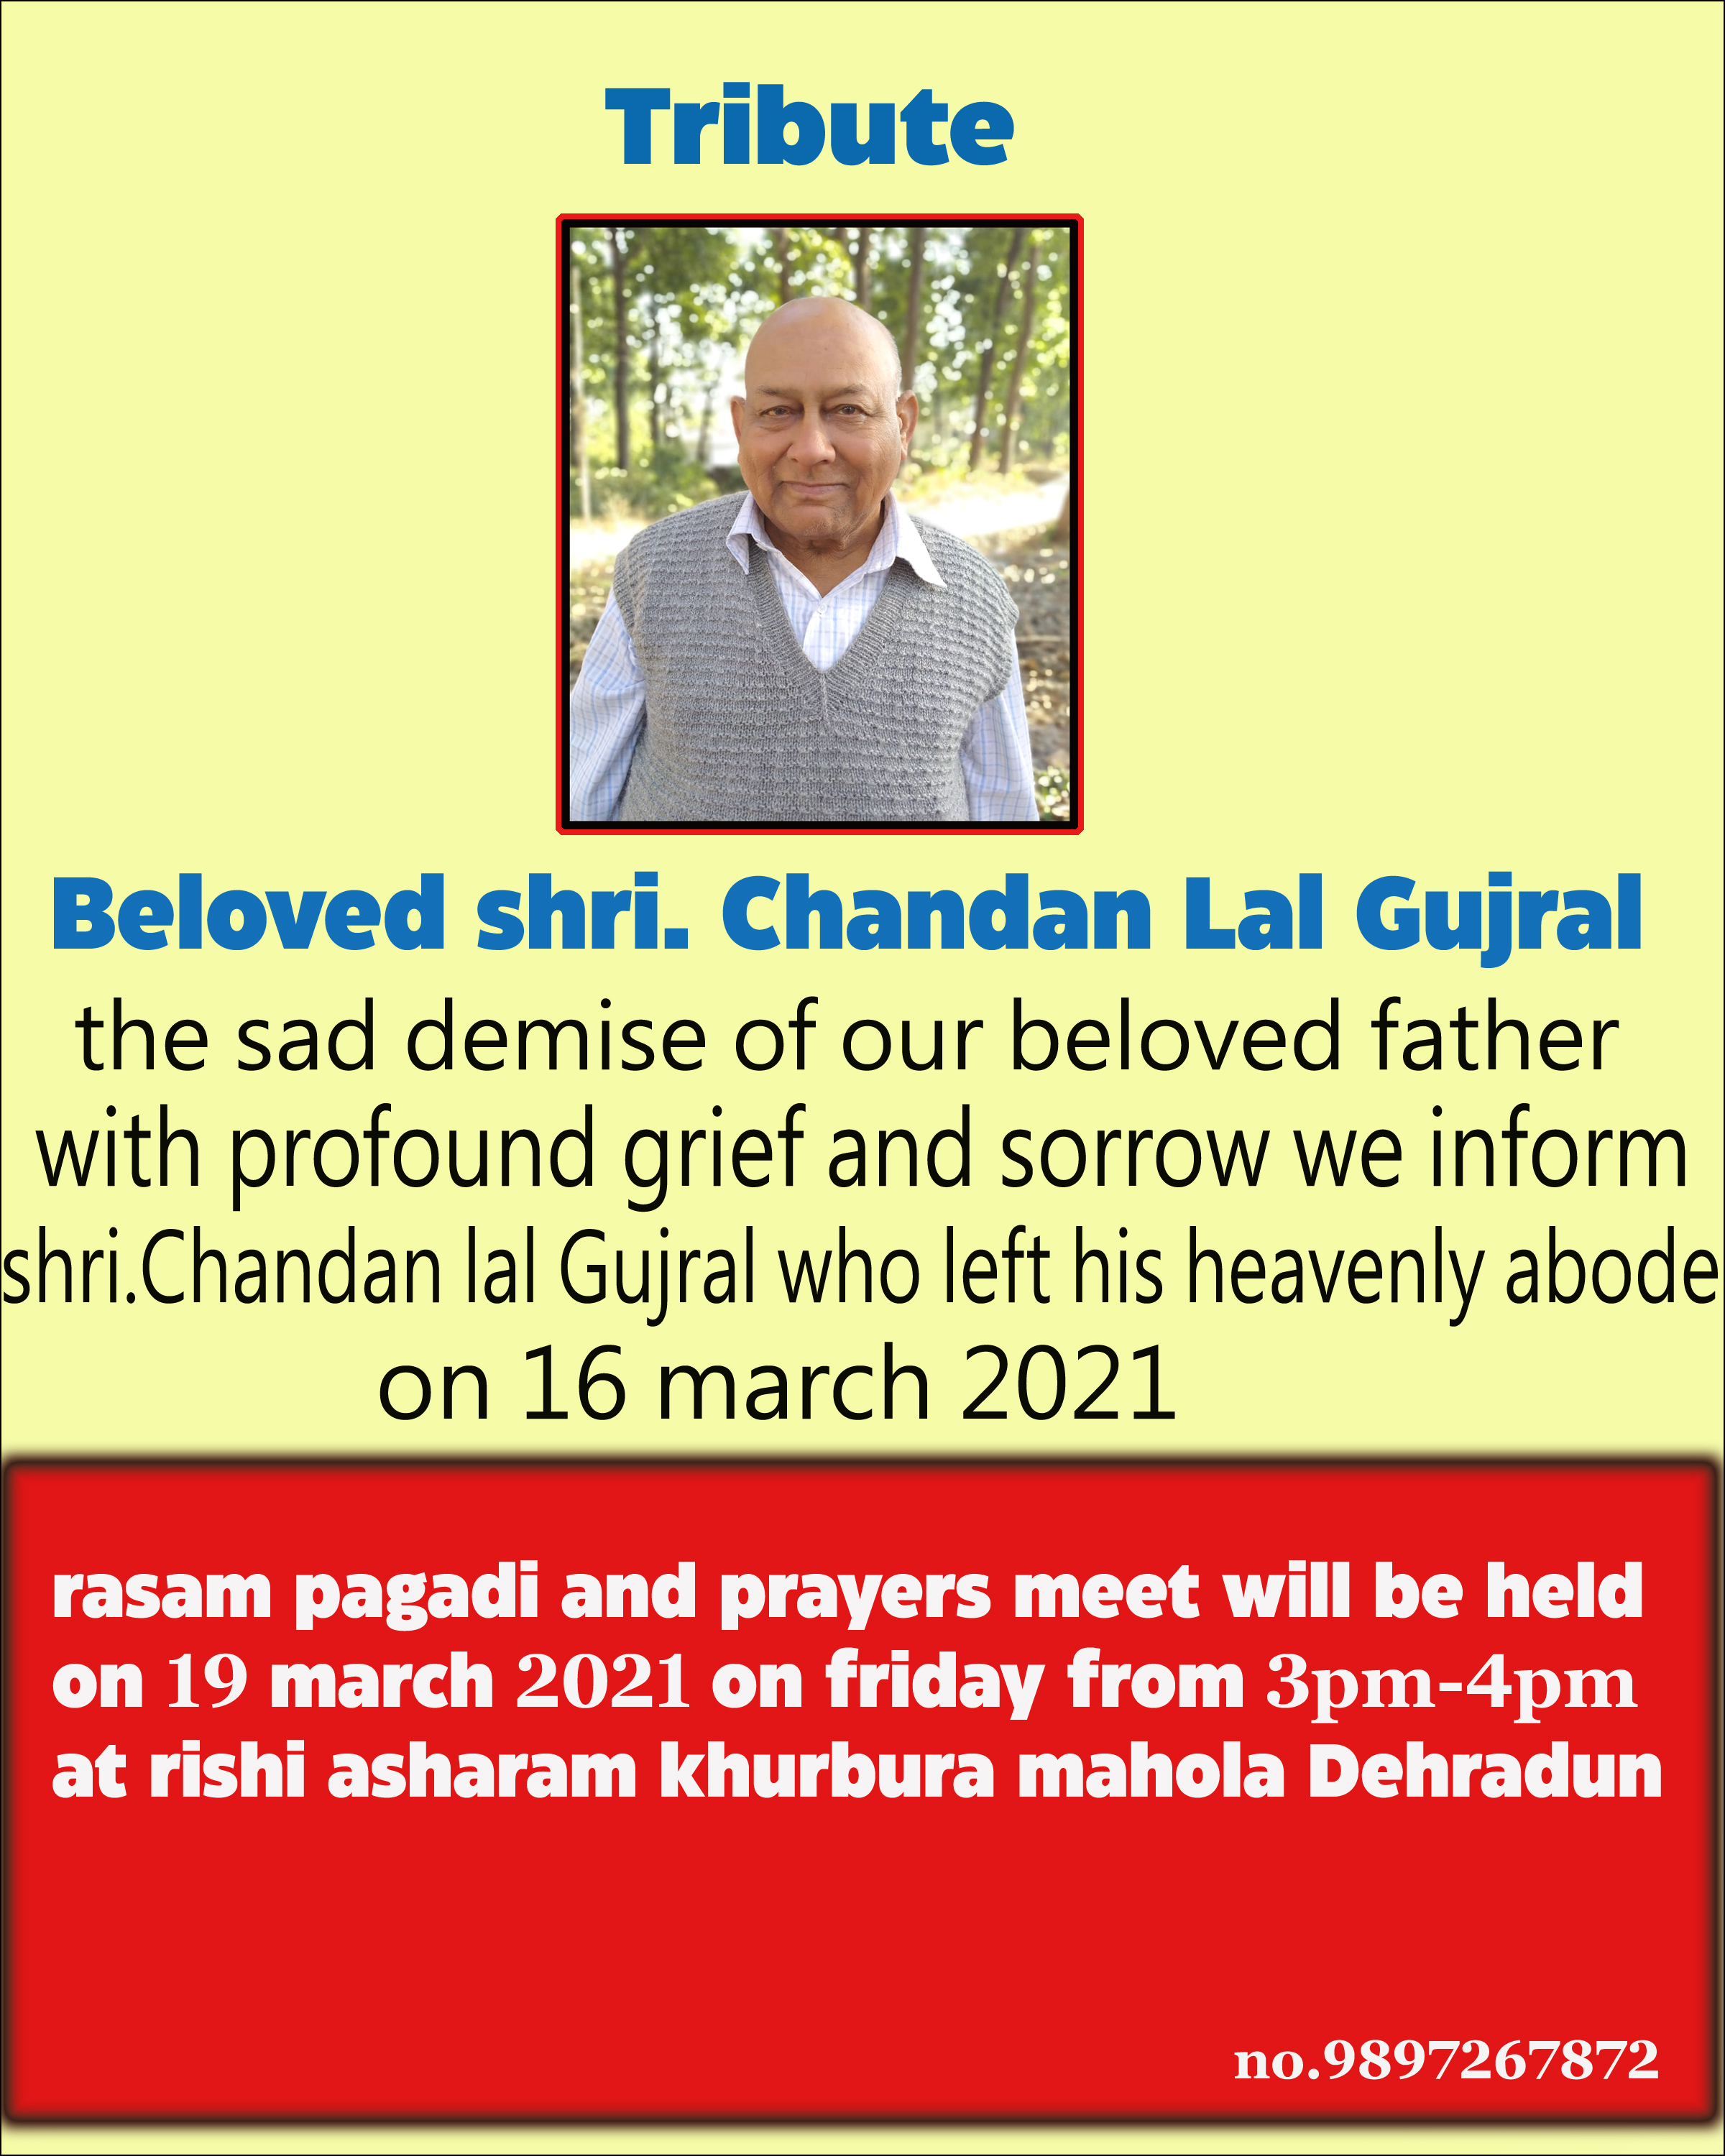 Tribute
Beloved shri. Chandan Lal Gujral
the sad demise of our beloved father
with profound grief and sorrow we inform
shri.Chandan lal Gujral who left his heavenly abode
on 16 march 2021
rasam pagadi and prayers meet will be held
on 19 march 2021 on friday from 3pm-4pm
at rishi asharam khurbura mahola Dehradun
no.9897267872